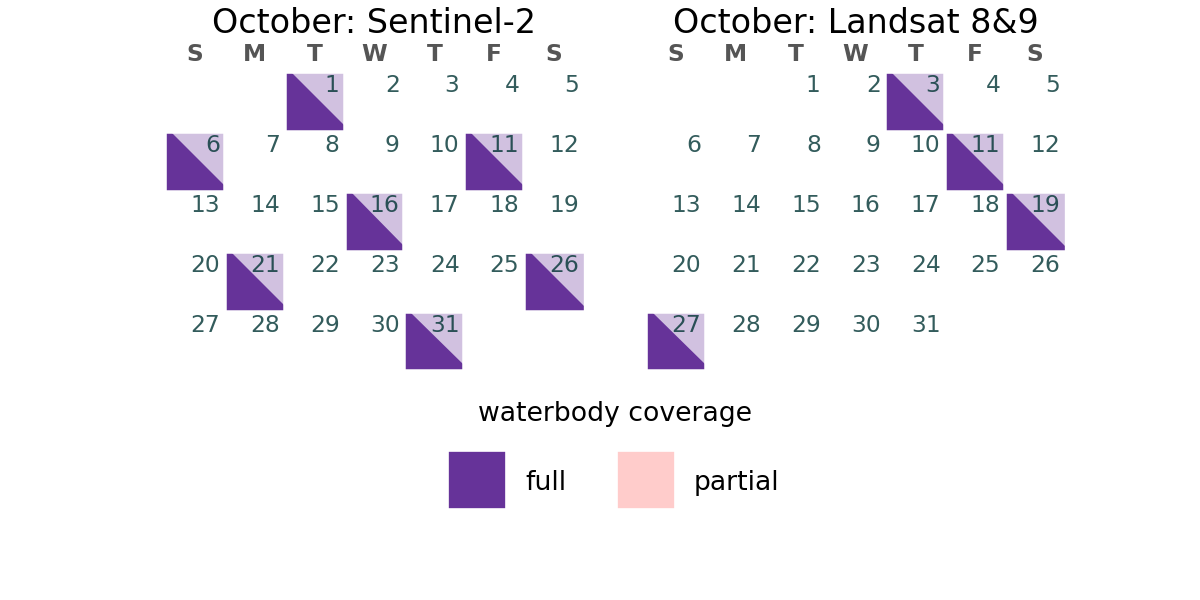 October: Sentinel-2
S M T W T F S
1 2 3 4 5
6 7 8 9 10 11 12
13 14 15 16 17 18 19
20 21 22 23 24 25 26
27 28 29 30 31
October: Landsat 8&9
S M T W T F S
1 2 3 4 5
6 7 8 9 10 11 12
13 14 15 16 17 18 19
20 21 22 23 24 25 26
27 28 29 30 31
waterbody coverage
full partial